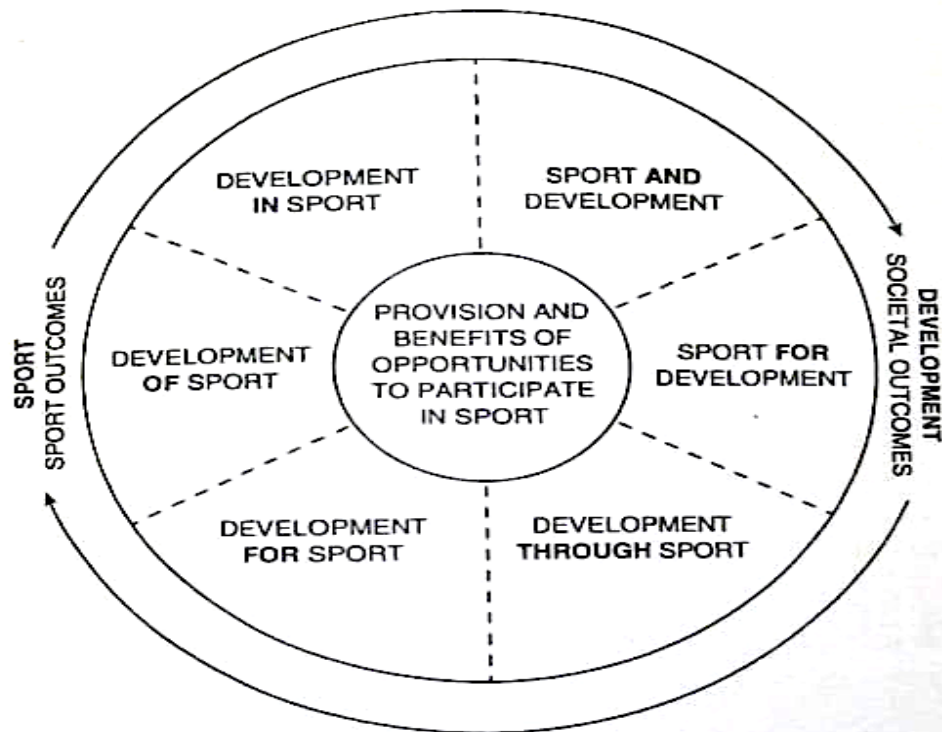 DEVELOPMENT
IN SPORT
SPORT AND
DEVELOPMENT
SPORT
SPORT OUTCOMES
DEVELOPMENT
OF SPORT
PROVISION AND
BENEFITS OF
OPPORTUNITIES
TO PARTICIPATE
IN SPORT
SPORT FOR
DEVELOPMENT
DEVELOPMENT
SOCIETAL OUTCOMES
DEVELOPMENT
FOR SPORT
DEVELOPMENT
THROUGH SPORT